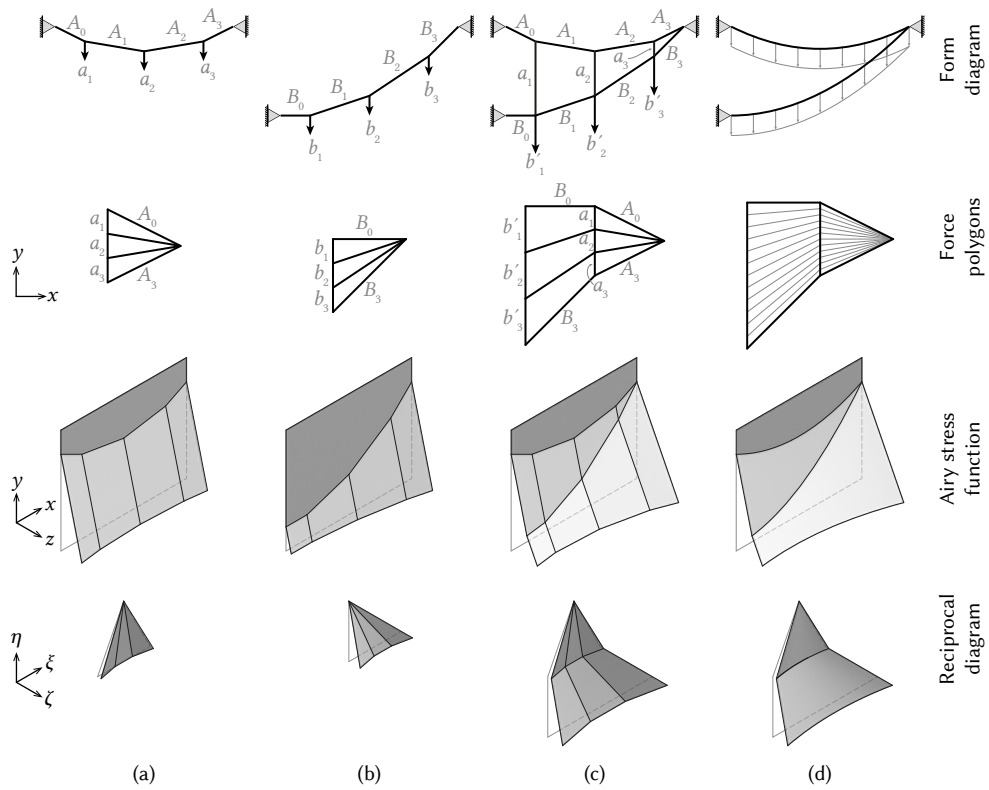 A₀ A₁ A₂ A₃
a₁ a₂ a₃
B₀ B₁ B₂ B₃
b₁ b₂ b₃
A₀ A₁ A₂ A₃
a₁ a₂ a₃
B₀ B₁ B₂ B₃
b′₁ b′₂ b′₃
Form
diagram
y
x
a₁ A₀
a₂
a₃ A₃
B₀
b₁
b₂
b₃ B₃
B₀
b′₁ a₁ A₀
b′₂ a₂ A₃
a₃
b′₃ B₃
Force
polygons
y
x
z
Airy stress
function
η
ξ
ζ
Reciprocal
diagram
(a) (b) (c) (d)